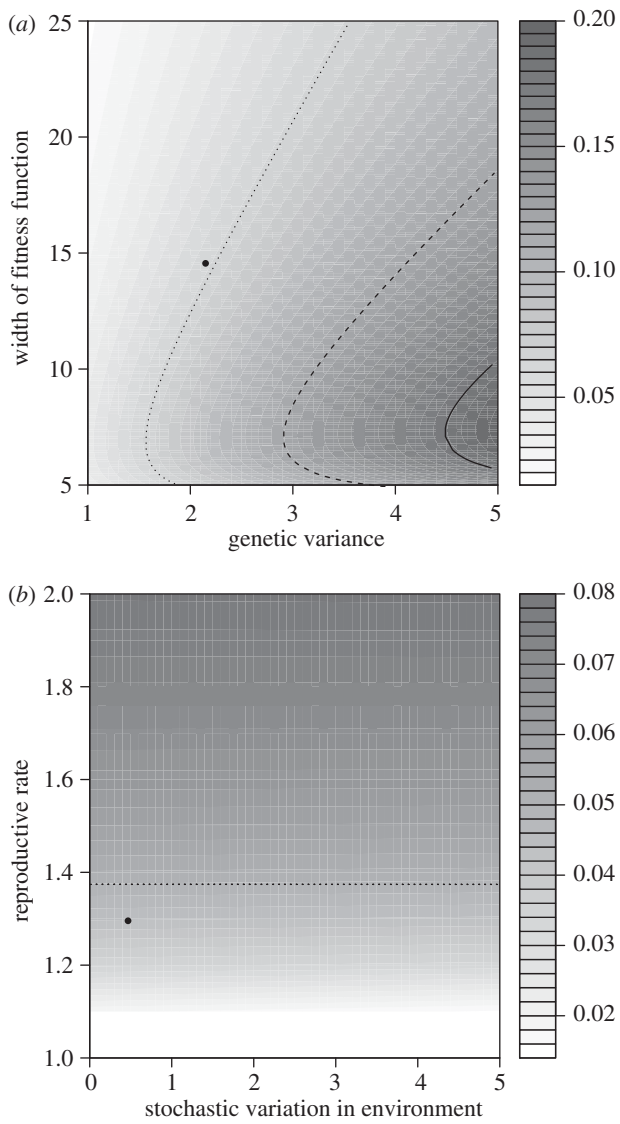 (a)
25
20
15
10
5
width of fitness function
1 2 3 4 5
genetic variance
0.20
0.15
0.10
0.05
(b)
2.0
1.8
1.6
1.4
1.2
1.0
reproductive rate
0 1 2 3 4 5
stochastic variation in environment
0.08
0.07
0.06
0.05
0.04
0.03
0.02